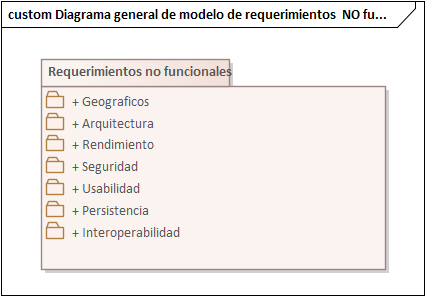 custom Diagrama general de modelo de requerimientos  NO fu...
Requerimientos no funcionales
+ Geograficos
+ Arquitectura
+ Rendimiento
+ Seguridad
+ Usabilidad
+ Persistencia
+ Interoperabilidad